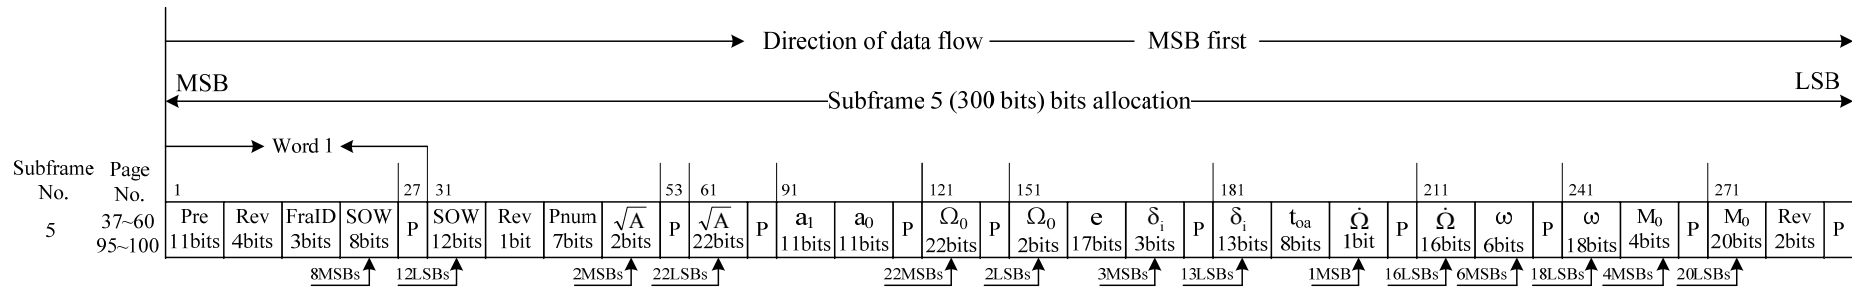 Direction of data flow MSB first
MSB LSB
Subframe 5 (300 bits) bits allocation
Word 1
Subframe No. Page No.
1 27 31 53 61 91 121 151 181 211 241 271
5 37~60 95~100
Pre 11bits
Rev 4bits
FraID 3bits
SOW 8bits
P
SOW 12bits
Rev 1bit
Pnum 7bits
√A 2bits
P
√A 22bits
P
a₁ 11bits
a₀ 11bits
P
Ω₀ 22bits
P
Ω₀ 2bits
e 17bits
δᵢ 3bits
P
δᵢ 13bits
tₒₐ 8bits
Ω̇ 1bit
P
Ω̇ 16bits
ω 6bits
P
ω 18bits
M₀ 4bits
P
M₀ 20bits
Rev 2bits
P
8MSBs 12LSBs 2MSBs 22LSBs 22MSBs 2LSBs 3MSBs 13LSBs 1MSB 16LSBs 6MSBs 18LSBs 4MSBs 20LSBs